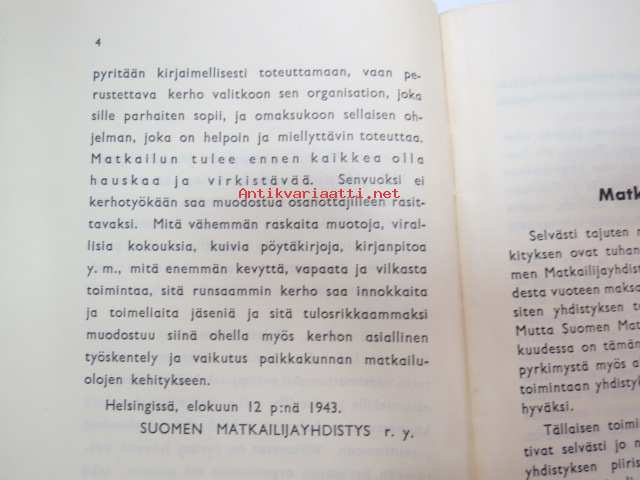 4
pyritään kirjaimellisesti toteuttamaan, vaan pe-
rustettava kerho valitkoon sen organisation, joka
sille parhaiten sopii, ja omaksukoon sellaisen oh-
jelman, joka on helpoin ja miellyttävin toteuttaa.
Matkailun tulee ennen kaikkea olla
hauskaa ja virkistävää. Senvuoksi ei
Antikvariaatti.net
kerhotyökään saa muodostua osanottajilleen rasit-
tavaksi. Mitä vähemmän raskaita muotoja, viral-
lisia kokouksia, kuivia pöytäkirjoja, kirjanpitoa
y. m., mitä enemmän kevyttä, vapaata ja vilkasta
toimintaa, sitä runsaammin kerho saa innokkaita
ja toimeliaita jäseniä ja sitä tulosrikkaammaksi
muodostuu siinä ohella myös kerhon asiallinen
työskentely ja vaikutus paikkakunnan matkailu-
olojen kehitykseen.
Helsingissä, elokuun 12 p:nä 1943.
SUOMEN MATKAILIJAYHDISTYS r. y.
Matk
Selvästi tajuten m
kityksen ovat tuhan
men Matkailijayhdist
desta vuoteen maksa
siten yhdistyksen to
Mutta Suomen Mat
kuudessa on tämän
pyrkimystä myös a
toimintaan yhdistyk
hyväksi.
Tällaisen toimin
tivat selvästi jo n
yhdistyksen piiris